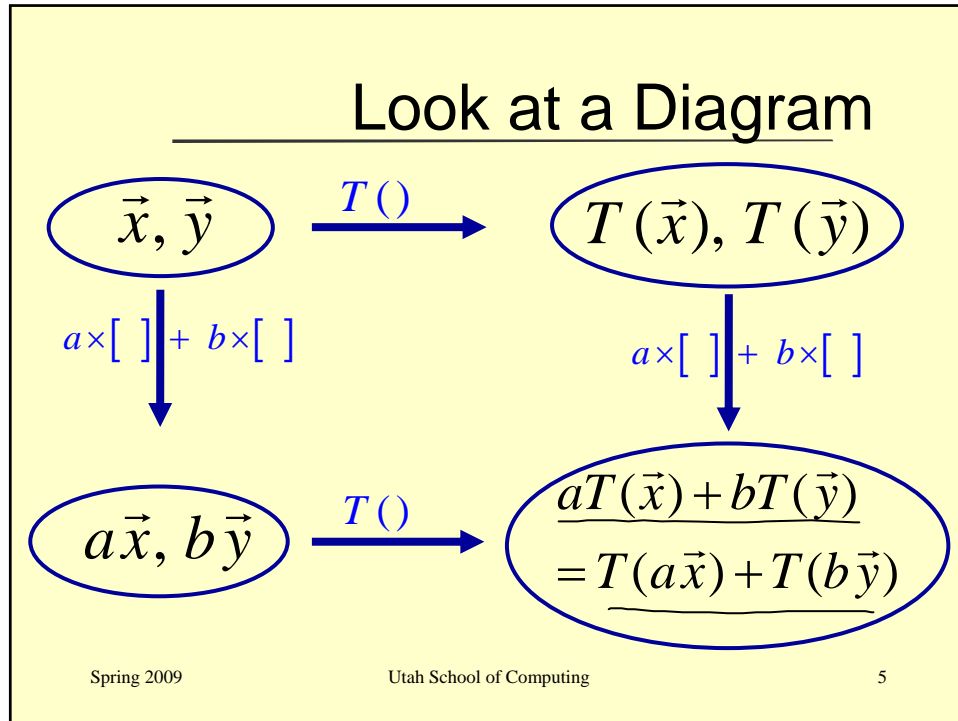 Look at a Diagram
x⃗, y⃗
T ()
T (x⃗), T (y⃗)
a×[ ] + b×[ ]
a×[ ] + b×[ ]
ax⃗, by⃗
T ()
aT(x⃗)+bT(y⃗)
=T(ax⃗)+T(by⃗)
Spring 2009
Utah School of Computing
5